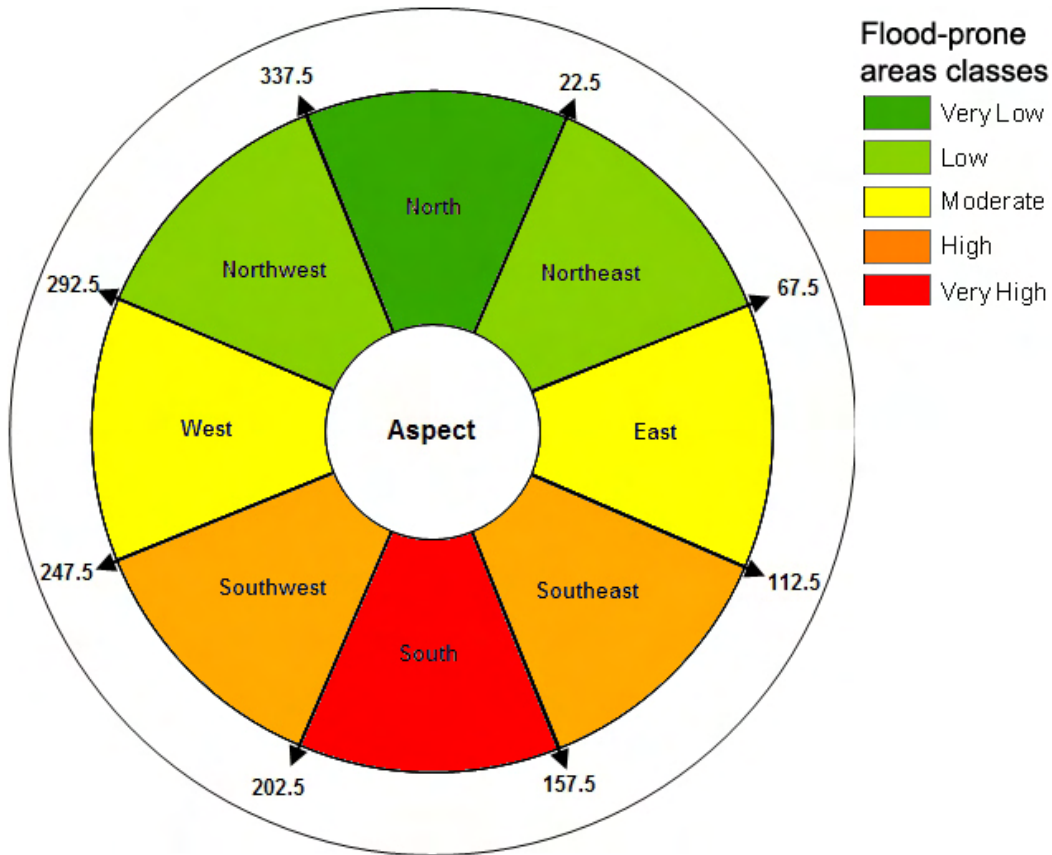 Flood-prone
areas classes
Very Low
Low
Moderate
High
Very High
337.5
22.5
North
Northwest
Northeast
292.5
67.5
West
Aspect
East
247.5
112.5
Southwest
Southeast
South
202.5
157.5